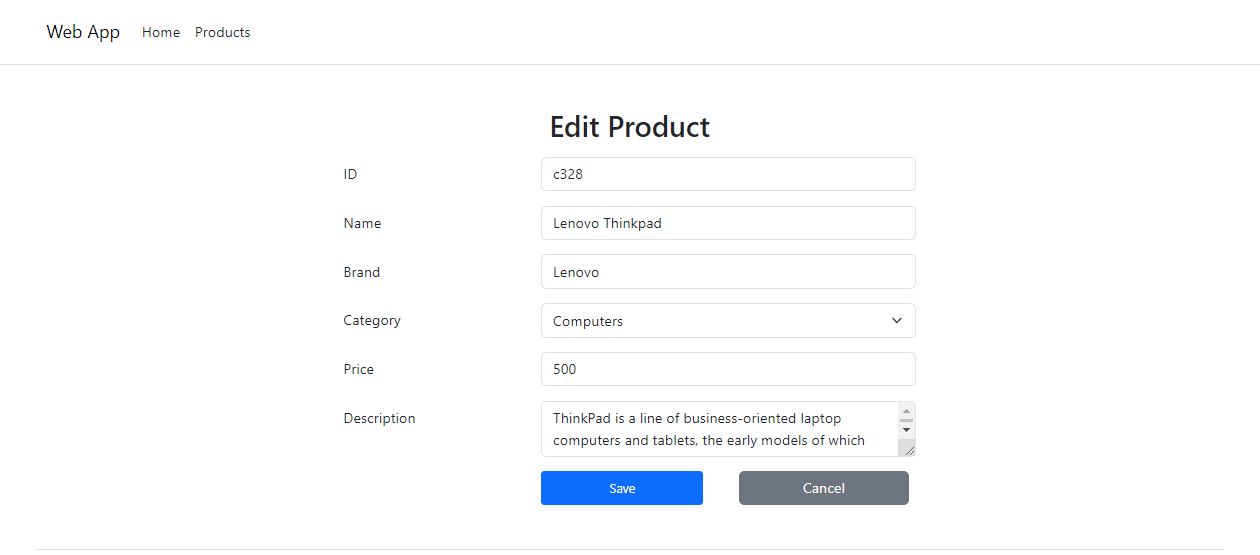 Web App Home Products
Edit Product
ID c328
Name Lenovo Thinkpad
Brand Lenovo
Category Computers
Price 500
Description ThinkPad is a line of business-oriented laptop
computers and tablets, the early models of which
Save Cancel